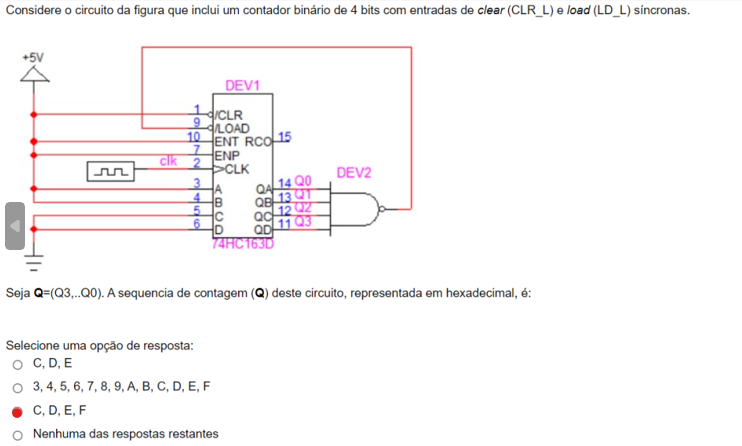 Considere o circuito da figura que inclui um contador binário de 4 bits com entradas de clear (CLR_L) e load (LD_L) síncronas.
+5V
DEV1
1 /CLR
9 /LOAD
10 ENT RCO 15
7 ENP
clk 2 >CLK
DEV2
3 A QA 14 Q0
4 B QB 13 Q1
5 C QC 12 Q2
6 D QD 11 Q3
74HC163D
Seja Q=(Q3,..Q0). A sequencia de contagem (Q) deste circuito, representada em hexadecimal, é:
Selecione uma opção de resposta:
C, D, E
3, 4, 5, 6, 7, 8, 9, A, B, C, D, E, F
C, D, E, F
Nenhuma das respostas restantes